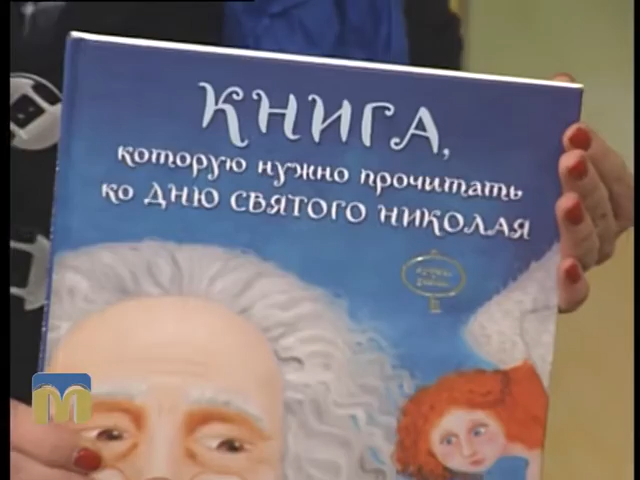 КНИГА,
которую нужно прочитать
ко ДНЮ СВЯТОГО НИКОЛАЯ
М